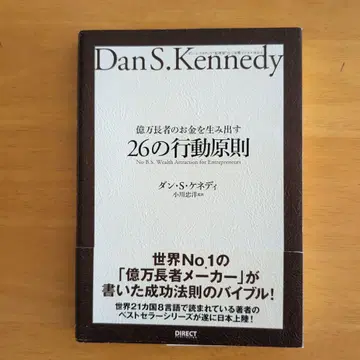 Dan S. Kennedy
億万長者のお金を生み出す
26の行動原則
No B.S. Wealth Attraction for Entrepreneurs
ダン・S・ケネディ
小川忠洋
世界No.1の
「億万長者メーカー」が
書いた成功法則のバイブル!
世界21カ国8言語で読まれている著者の
ベストセラーシリーズが遂に日本上陸!
DIRECT